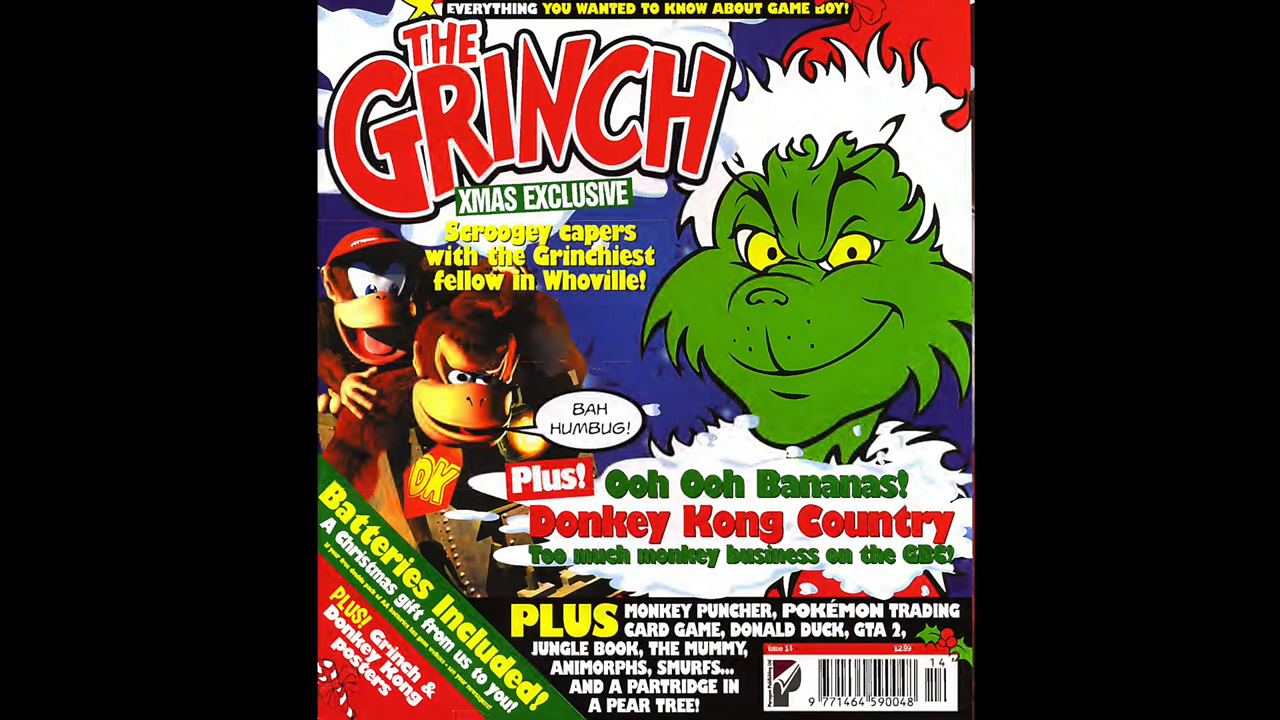 EVERYTHING YOU WANTED TO KNOW ABOUT GAME BOY!
THE
GRINCH
XMAS EXCLUSIVE
Scroogey capers
with the Grinchiest
fellow in Whoville!
BAH
HUMBUG!
DK
Plus! Ooh Ooh Bananas!
Donkey Kong Country
Too much monkey business on the GBC!
Batteries Included!
A Christmas gift from us to you!
PLUS! Grinch &
Donkey Kong
posters
PLUS MONKEY PUNCHER, POKÉMON TRADING
CARD GAME, DONALD DUCK, GTA 2,
JUNGLE BOOK, THE MUMMY,
ANIMORPHS, SMURFS...
AND A PARTRIDGE IN
A PEAR TREE!
Issue 14 £2.99
14
9 771464 590048